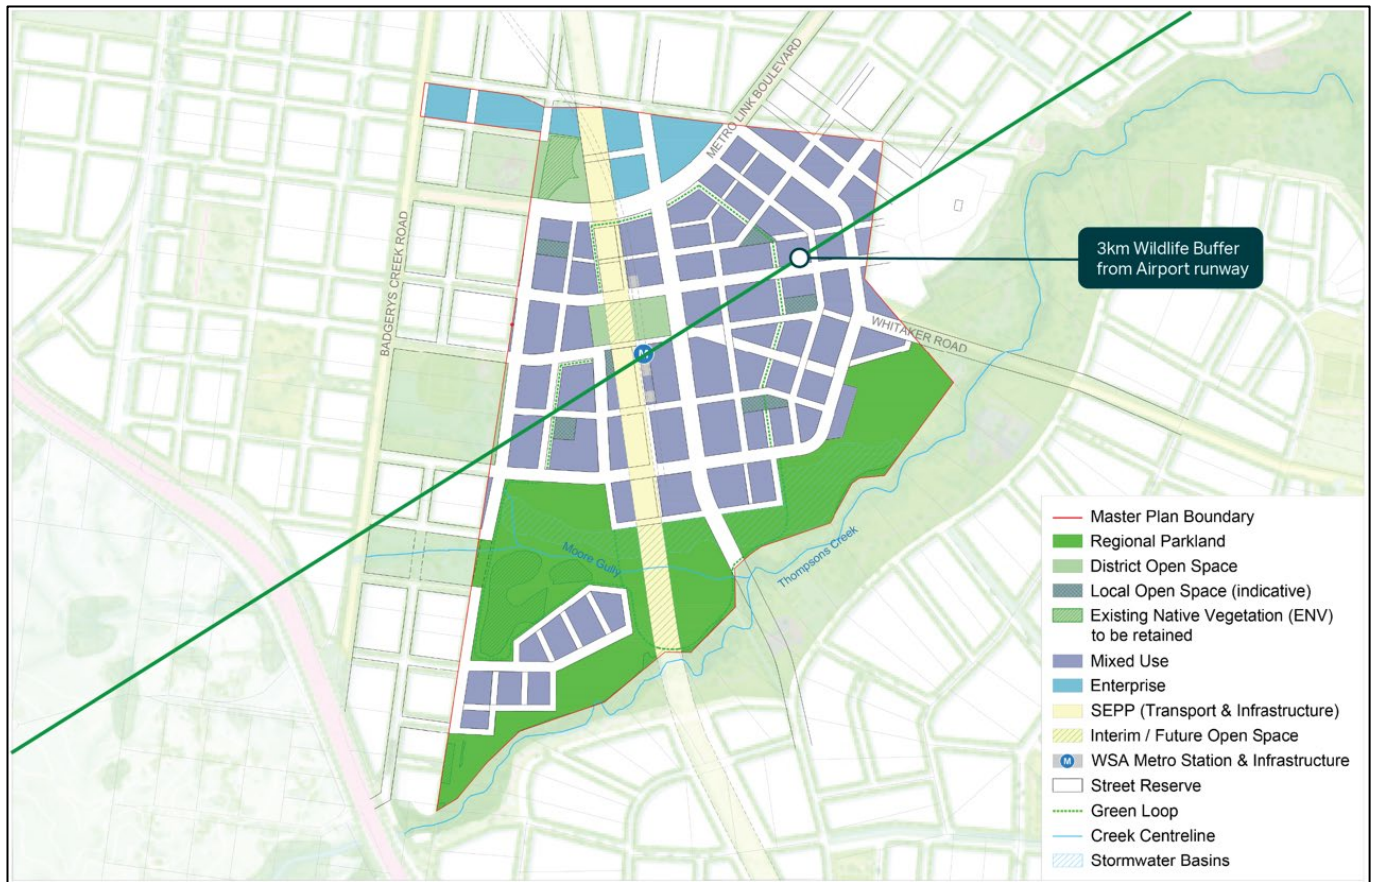 METRO LINK BOULEVARD
BADGERYS CREEK ROAD
3km Wildlife Buffer
from Airport runway
WHITAKER ROAD
M
Moore Gully
Thompsons Creek
Master Plan Boundary
Regional Parkland
District Open Space
Local Open Space (indicative)
Existing Native Vegetation (ENV)
to be retained
Mixed Use
Enterprise
SEPP (Transport & Infrastructure)
Interim / Future Open Space
M
WSA Metro Station & Infrastructure
Street Reserve
Green Loop
Creek Centreline
Stormwater Basins